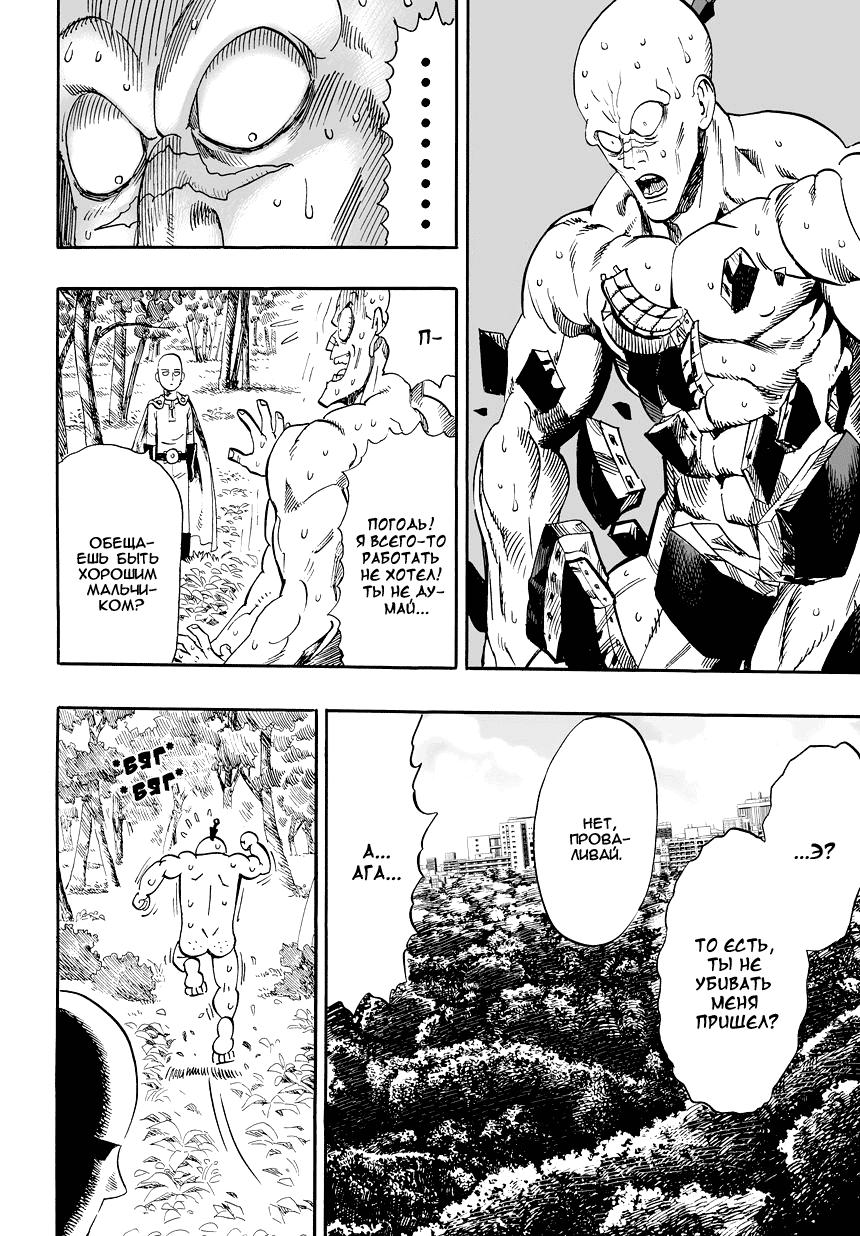 ..........
П-
ПОГОДЬ!
Я ВСЕГО-ТО
РАБОТАТЬ
НЕ ХОТЕЛ!
ТЫ НЕ ДУ-
МАЙ...
ОБЕЩА-
ЕШЬ БЫТЬ
ХОРОШИМ
МАЛЬЧИ-
КОМ?
...Э?
ТО ЕСТЬ,
ТЫ НЕ
УБИВАТЬ
МЕНЯ
ПРИШЕЛ?
НЕТ,
ПРОВА-
ЛИВАЙ.
А...
АГА...
*БЯГ*
*БЯГ*